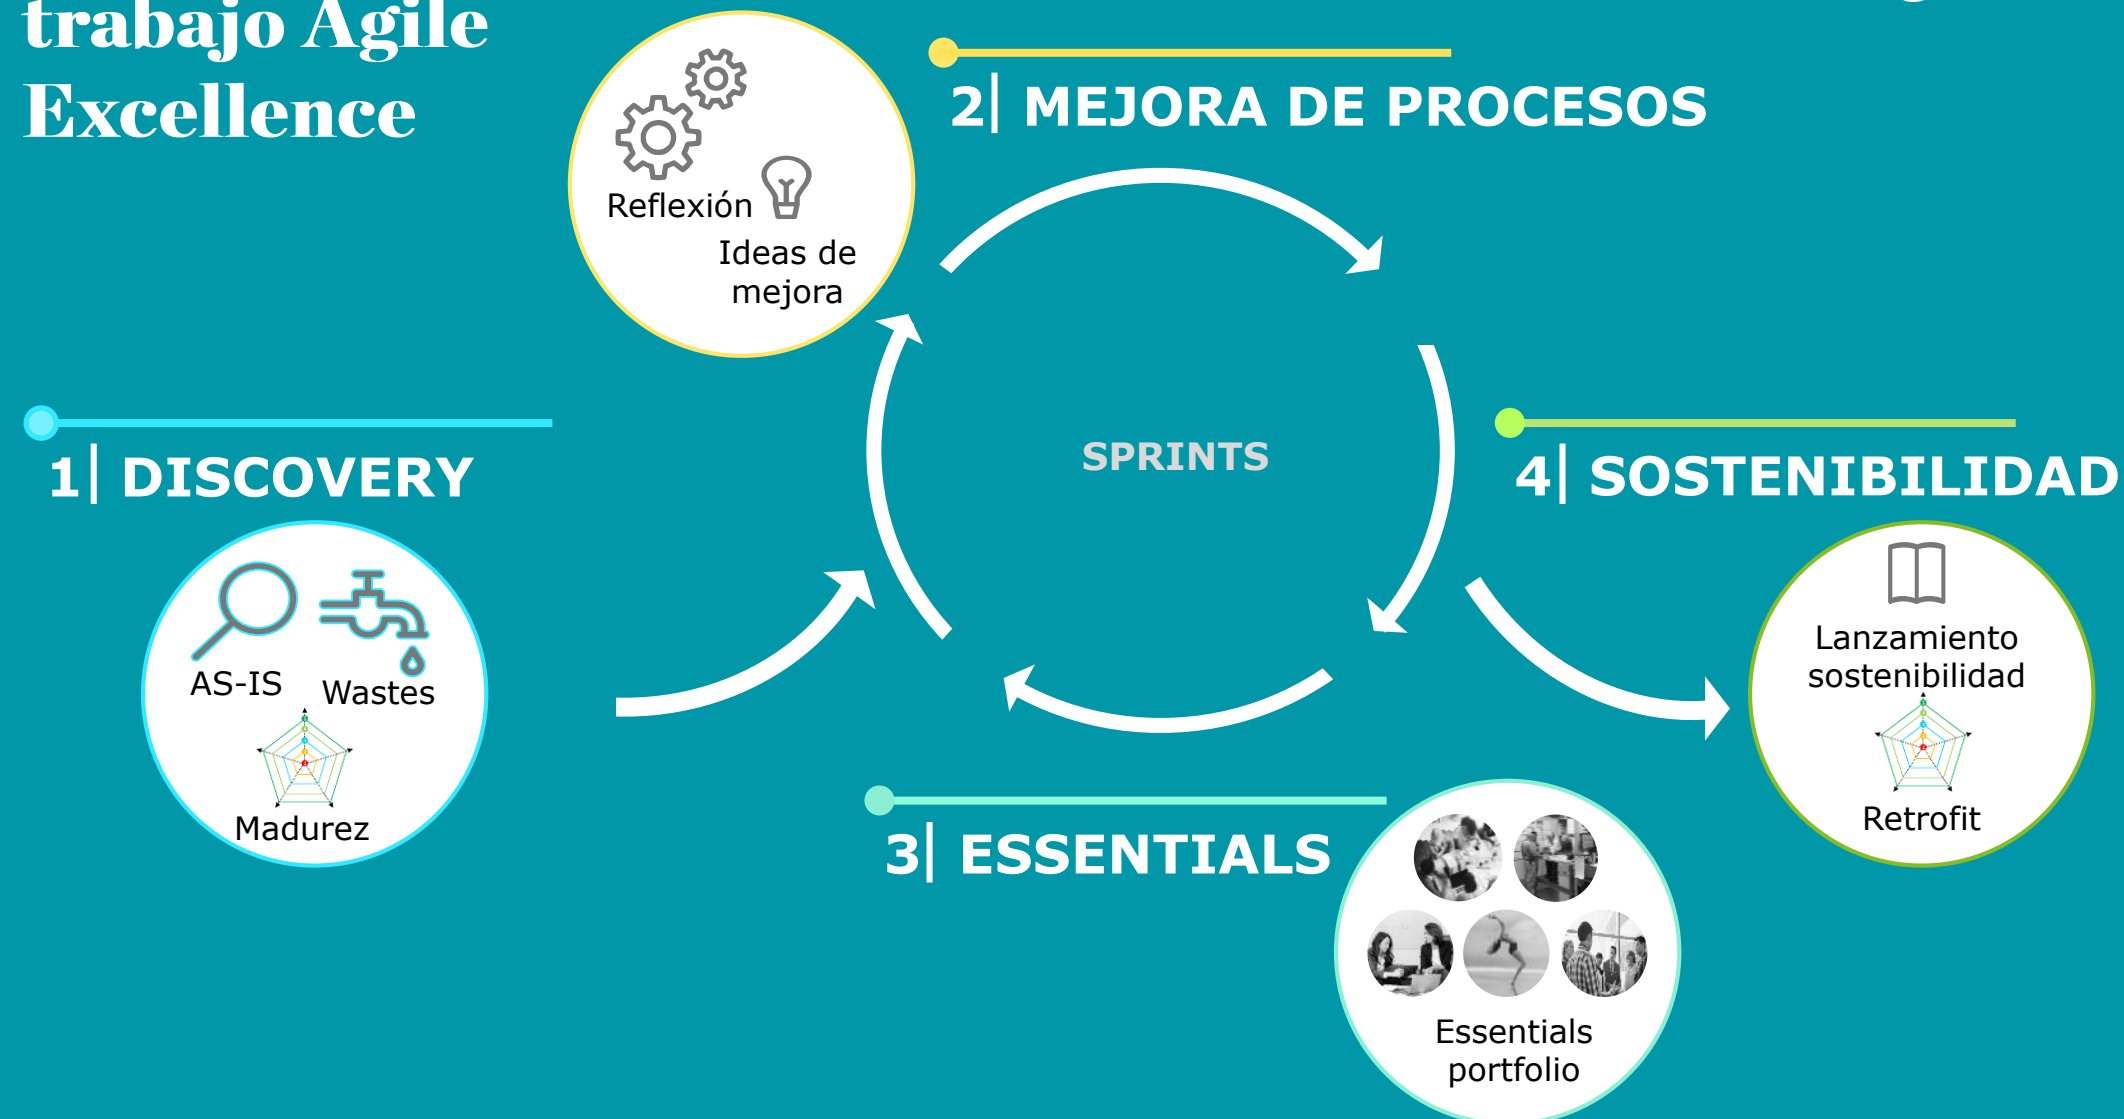 trabajo Agile
Excellence
2| MEJORA DE PROCESOS
Reflexión
Ideas de
mejora
SPRINTS
1| DISCOVERY
AS-IS
Wastes
Madurez
3| ESSENTIALS
Essentials
portfolio
4| SOSTENIBILIDAD
Lanzamiento
sostenibilidad
Retrofit